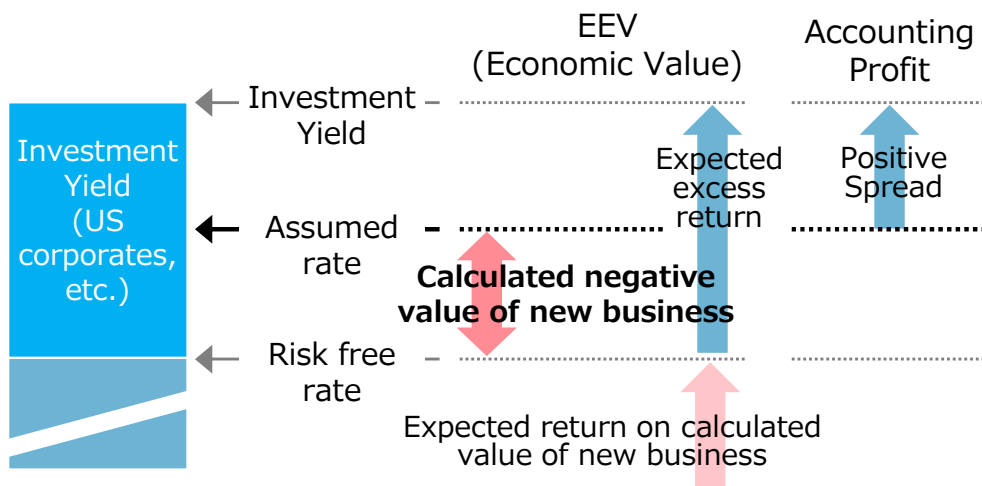 EEV
(Economic Value)
Accounting
Profit
Investment
Yield
(US
corporates,
etc.)
Investment
Yield
Expected
excess
return
Positive
Spread
Assumed
rate
Calculated negative
value of new business
Risk free
rate
Expected return on calculated
value of new business